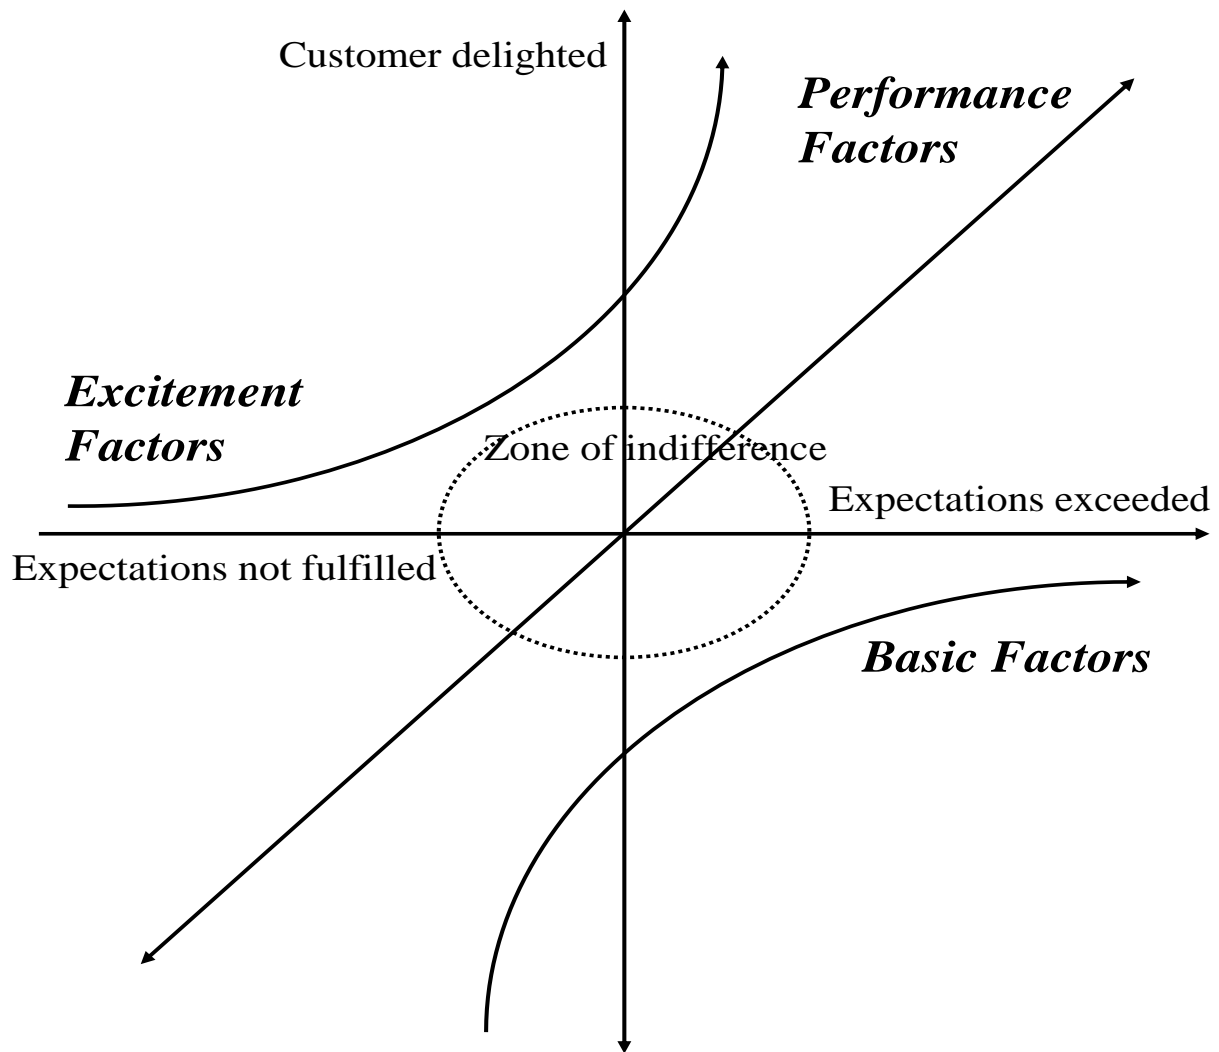 Customer delighted
Performance
Factors
Excitement
Factors
Zone of indifference
Expectations exceeded
Expectations not fulfilled
Basic Factors